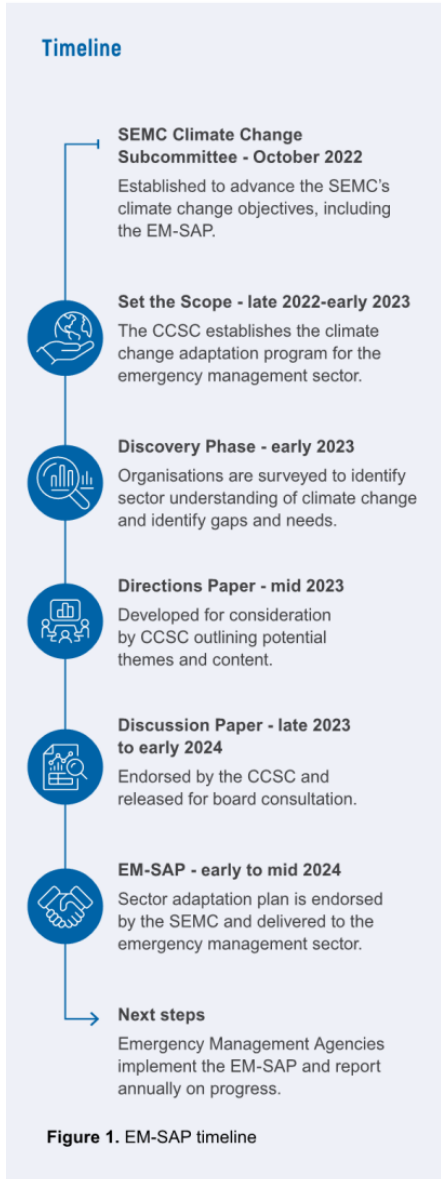 Timeline
SEMC Climate Change
Subcommittee - October 2022
Established to advance the SEMC’s
climate change objectives, including
the EM-SAP.
Set the Scope - late 2022-early 2023
The CCSC establishes the climate
change adaptation program for the
emergency management sector.
Discovery Phase - early 2023
Organisations are surveyed to identify
sector understanding of climate change
and identify gaps and needs.
Directions Paper - mid 2023
Developed for consideration
by CCSC outlining potential
themes and content.
Discussion Paper - late 2023
to early 2024
Endorsed by the CCSC and
released for board consultation.
EM-SAP - early to mid 2024
Sector adaptation plan is endorsed
by the SEMC and delivered to the
emergency management sector.
Next steps
Emergency Management Agencies
implement the EM-SAP and report
annually on progress.
Figure 1. EM-SAP timeline